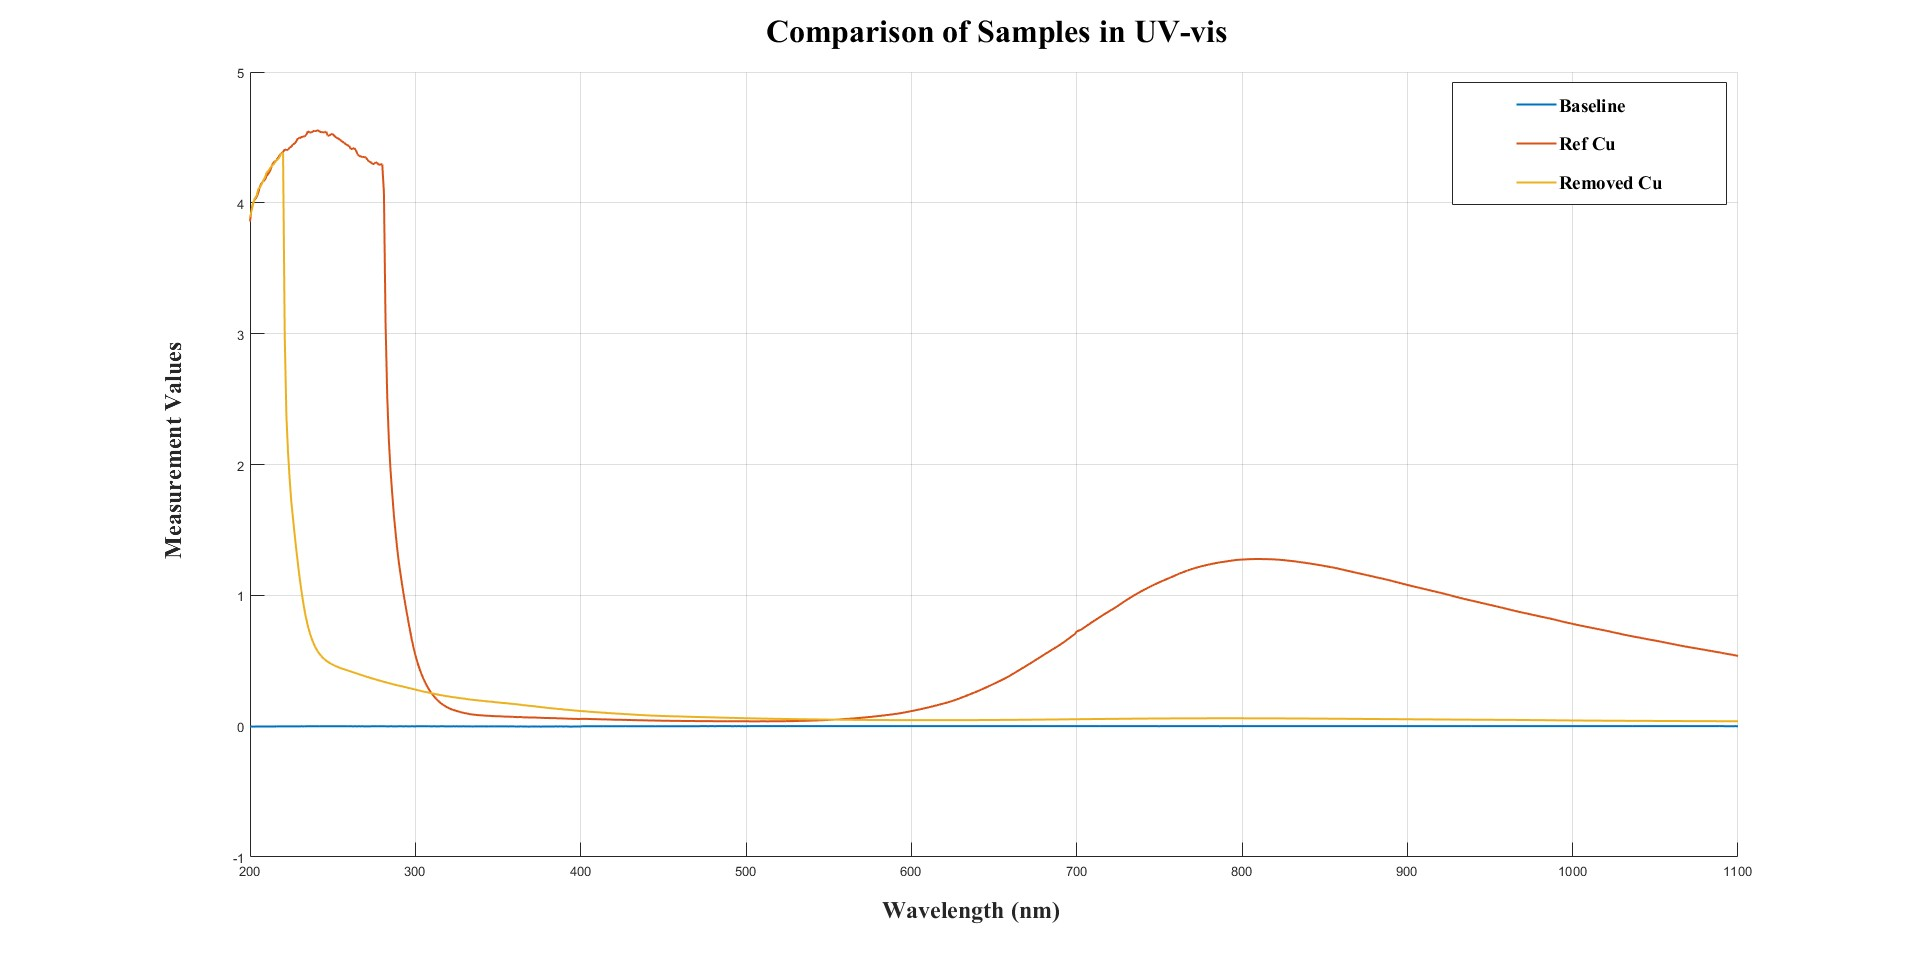 Comparison of Samples in UV-vis
Baseline
Ref Cu
Removed Cu
Measurement Values
5
4
3
2
1
0
-1
200 300 400 500 600 700 800 900 1000 1100
Wavelength (nm)